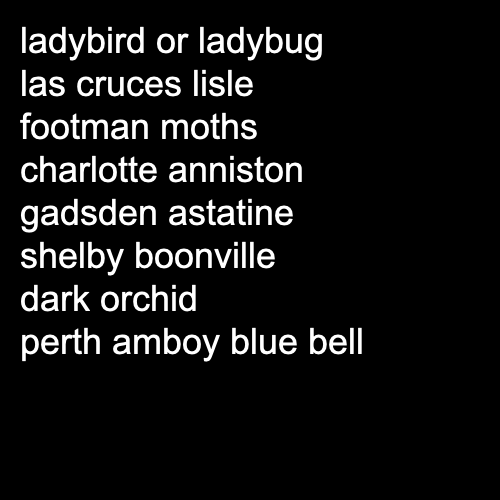 ladybird or ladybug
las cruces lisle
footman moths
charlotte anniston
gadsden astatine
shelby boonville
dark orchid
perth amboy blue bell